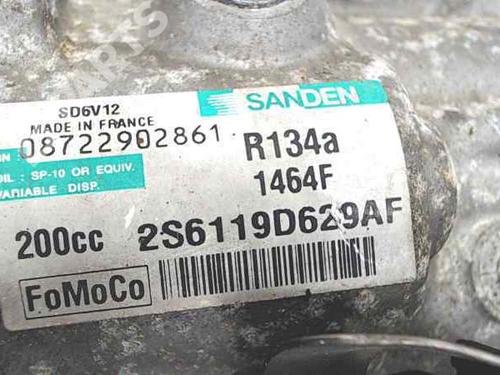 SD6V12
SANDEN
MADE IN FRANCE
08722902861
R134a
OIL : SP-10 OR EQUIV.
VARIABLE DISP.
1464F
200cc
2S6119D629AF
FoMoCo